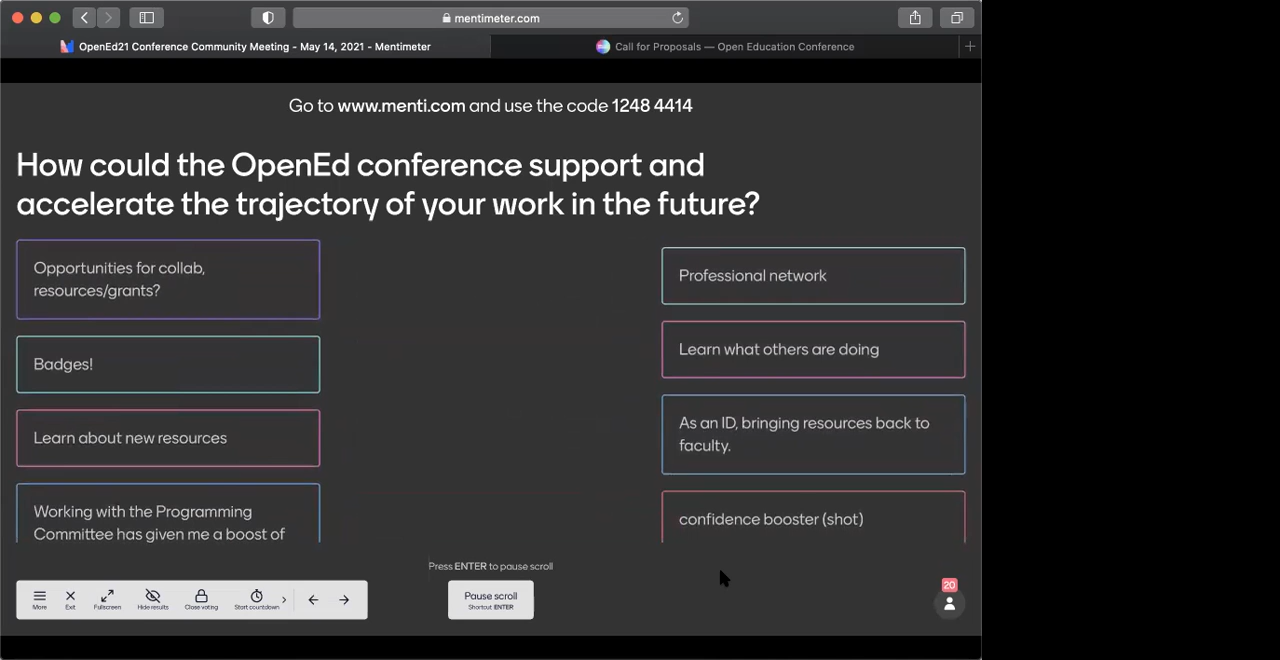 mentimeter.com
OpenEd21 Conference Community Meeting - May 14, 2021 - Mentimeter
Call for Proposals — Open Education Conference
Go to www.menti.com and use the code 1248 4414
How could the OpenEd conference support and
accelerate the trajectory of your work in the future?
Opportunities for collab,
resources/grants?
Badges!
Learn about new resources
Working with the Programming
Committee has given me a boost of
Professional network
Learn what others are doing
As an ID, bringing resources back to
faculty.
confidence booster (shot)
Press ENTER to pause scroll
More
Exit
Fullscreen
Hide results
Close voting
Start countdown
Pause scroll
Shortcut ENTER
20